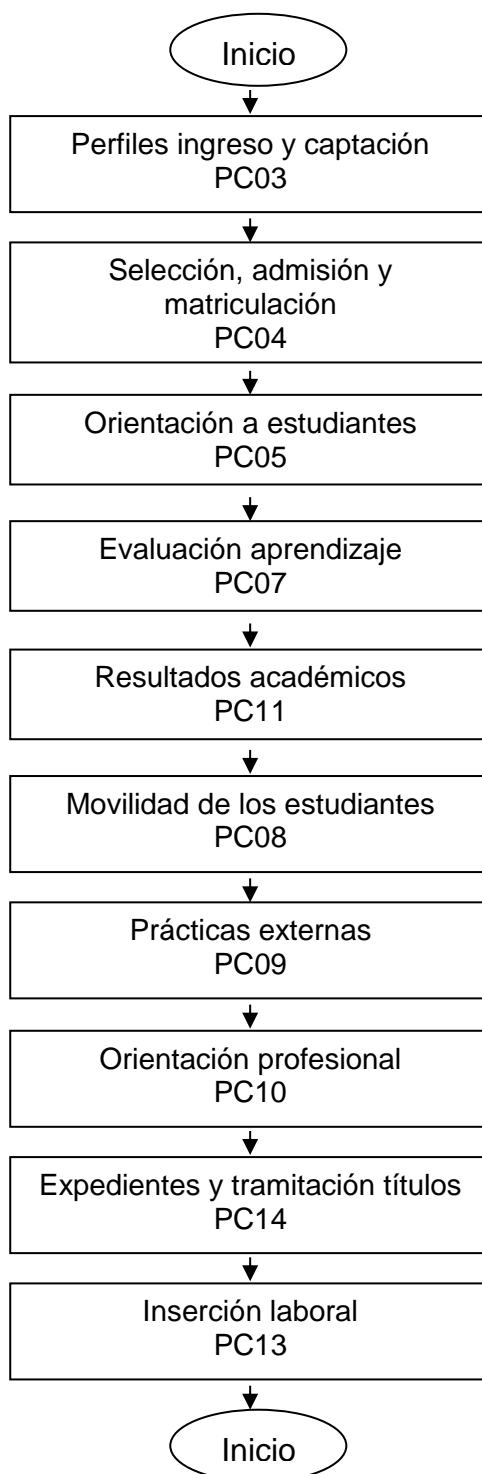 Inicio
Perfiles ingreso y captación
PC03
Selección, admisión y
matriculación
PC04
Orientación a estudiantes
PC05
Evaluación aprendizaje
PC07
Resultados académicos
PC11
Movilidad de los estudiantes
PC08
Prácticas externas
PC09
Orientación profesional
PC10
Expedientes y tramitación títulos
PC14
Inserción laboral
PC13
Inicio